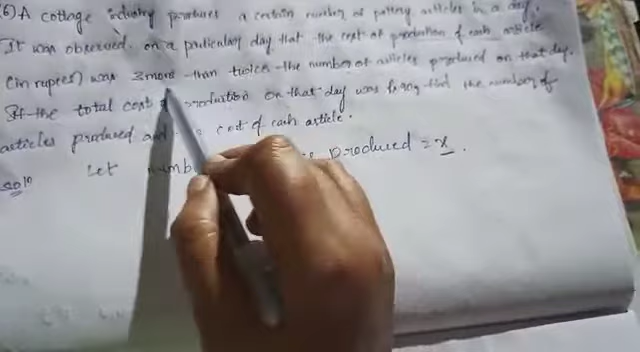 (6) A cottage industry produces a certain number of pottery articles in a day.
It was observed on a particular day that the cost of production of each article
(in rupees) was 3 more than twice the number of articles produced on that day.
If the total cost production on that day was find the number of
articles produced and cost of each article.
Sol Let numb produced = x.